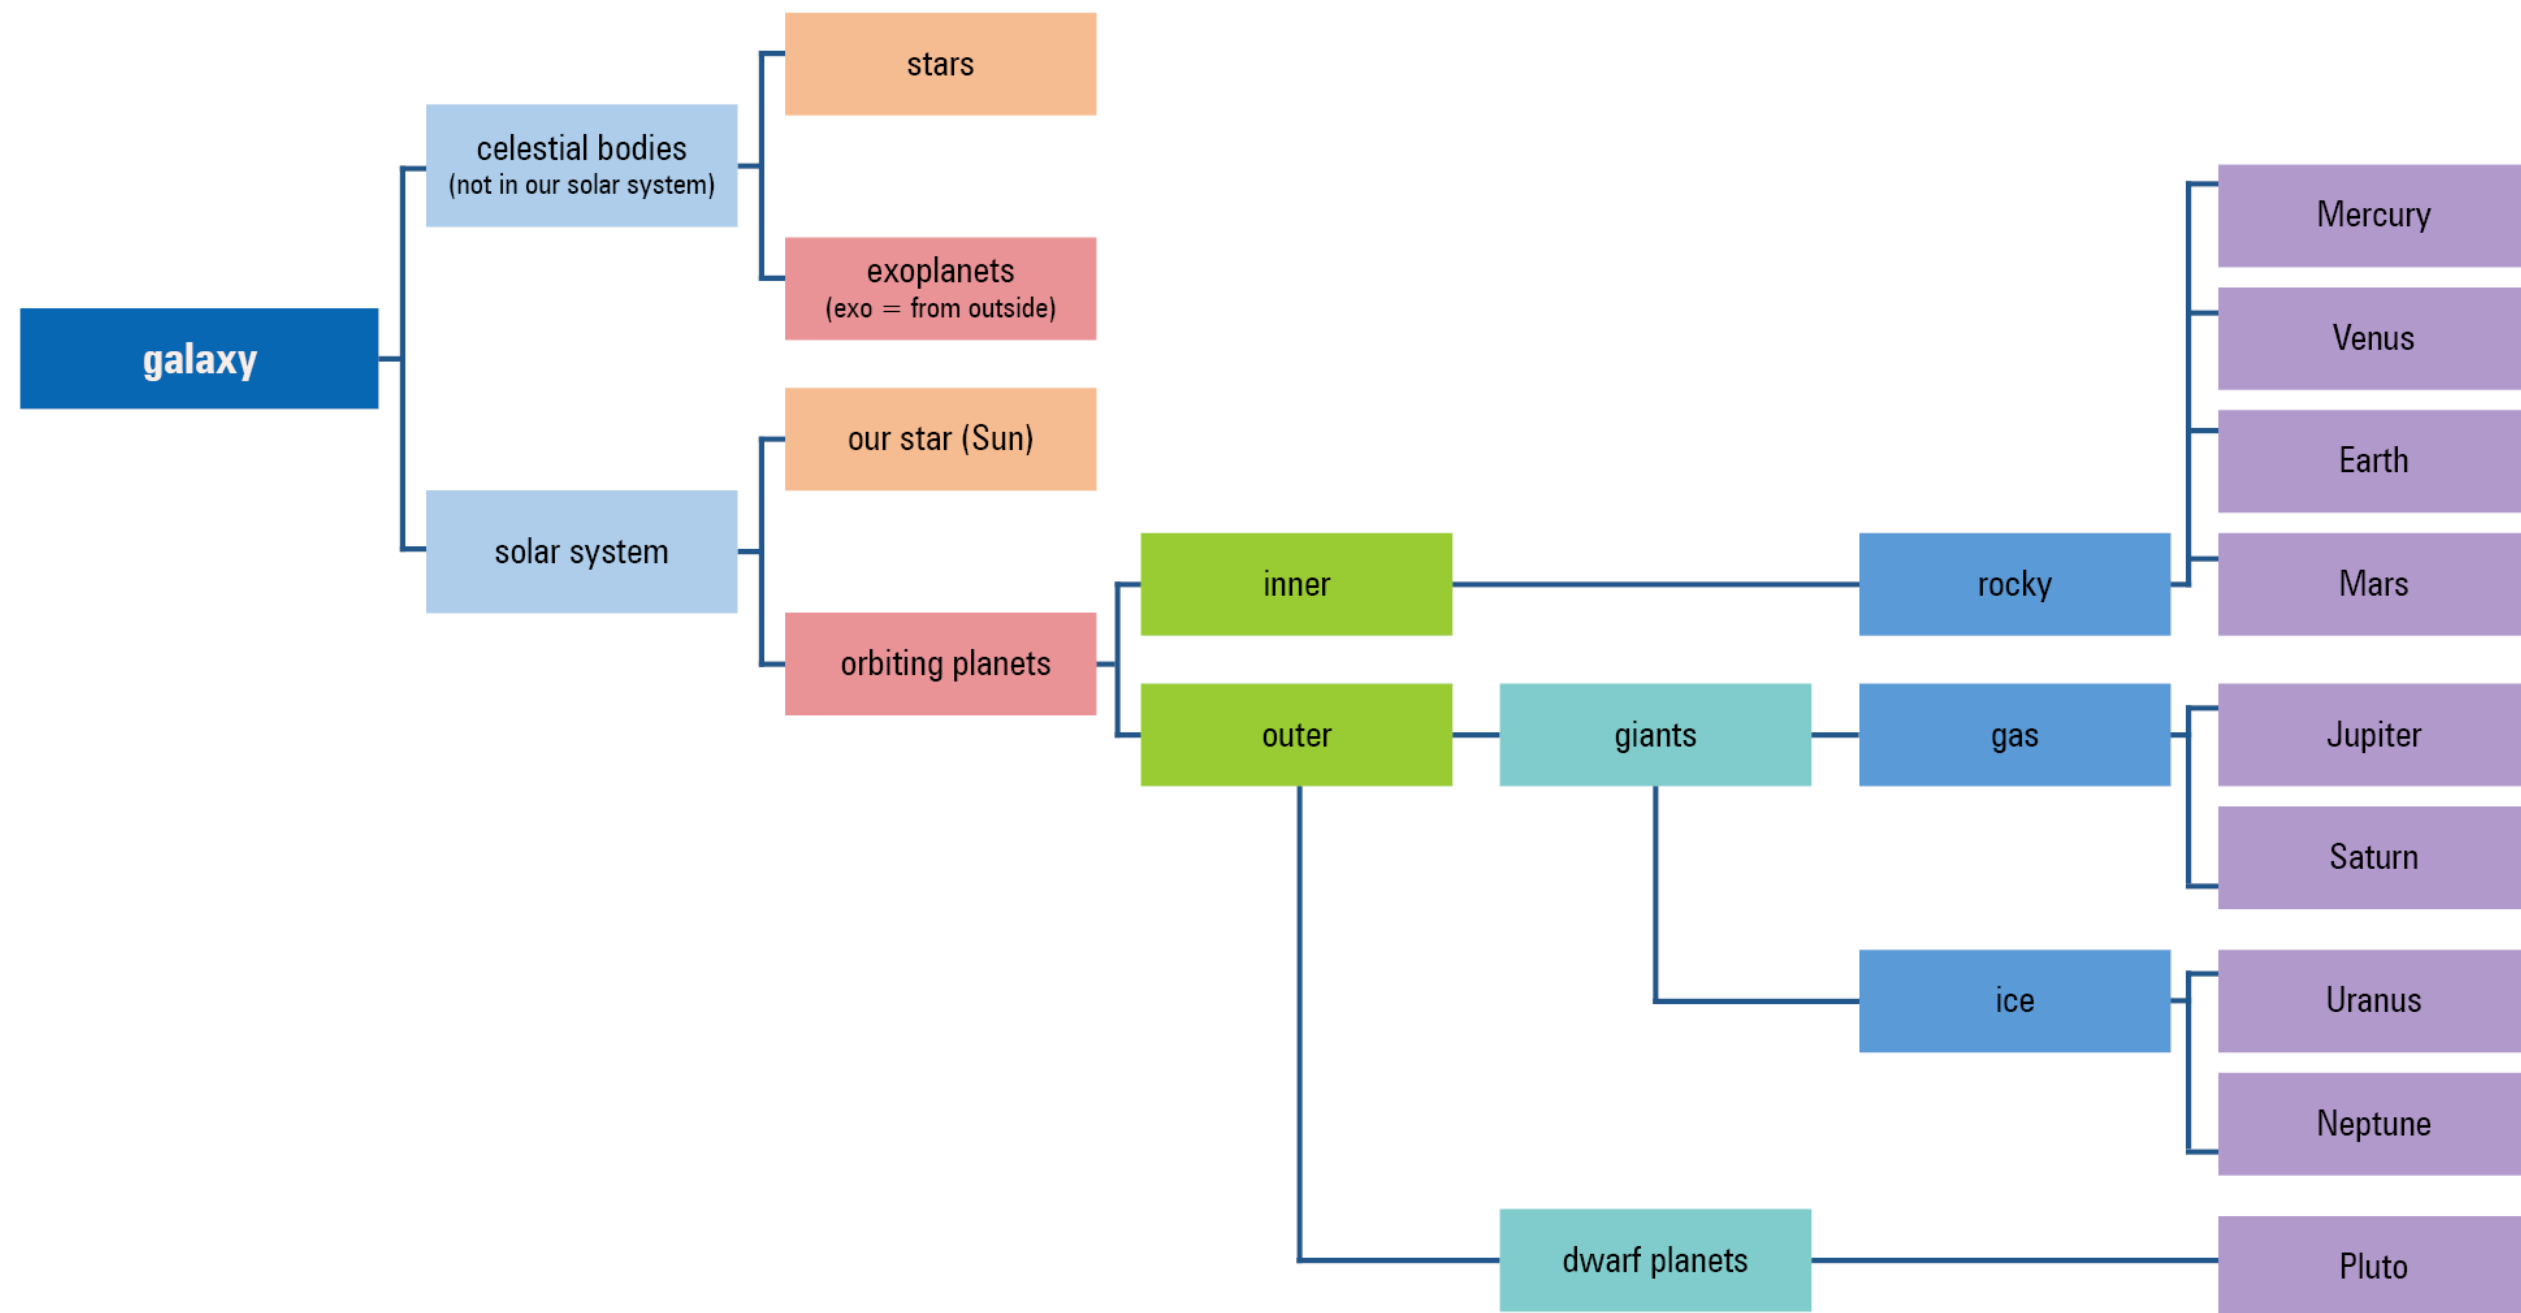 galaxy
celestial bodies
(not in our solar system)
stars
exoplanets
(exo = from outside)
solar system
our star (Sun)
orbiting planets
inner
rocky
Mercury
Venus
Earth
Mars
outer
giants
gas
Jupiter
Saturn
ice
Uranus
Neptune
dwarf planets
Pluto